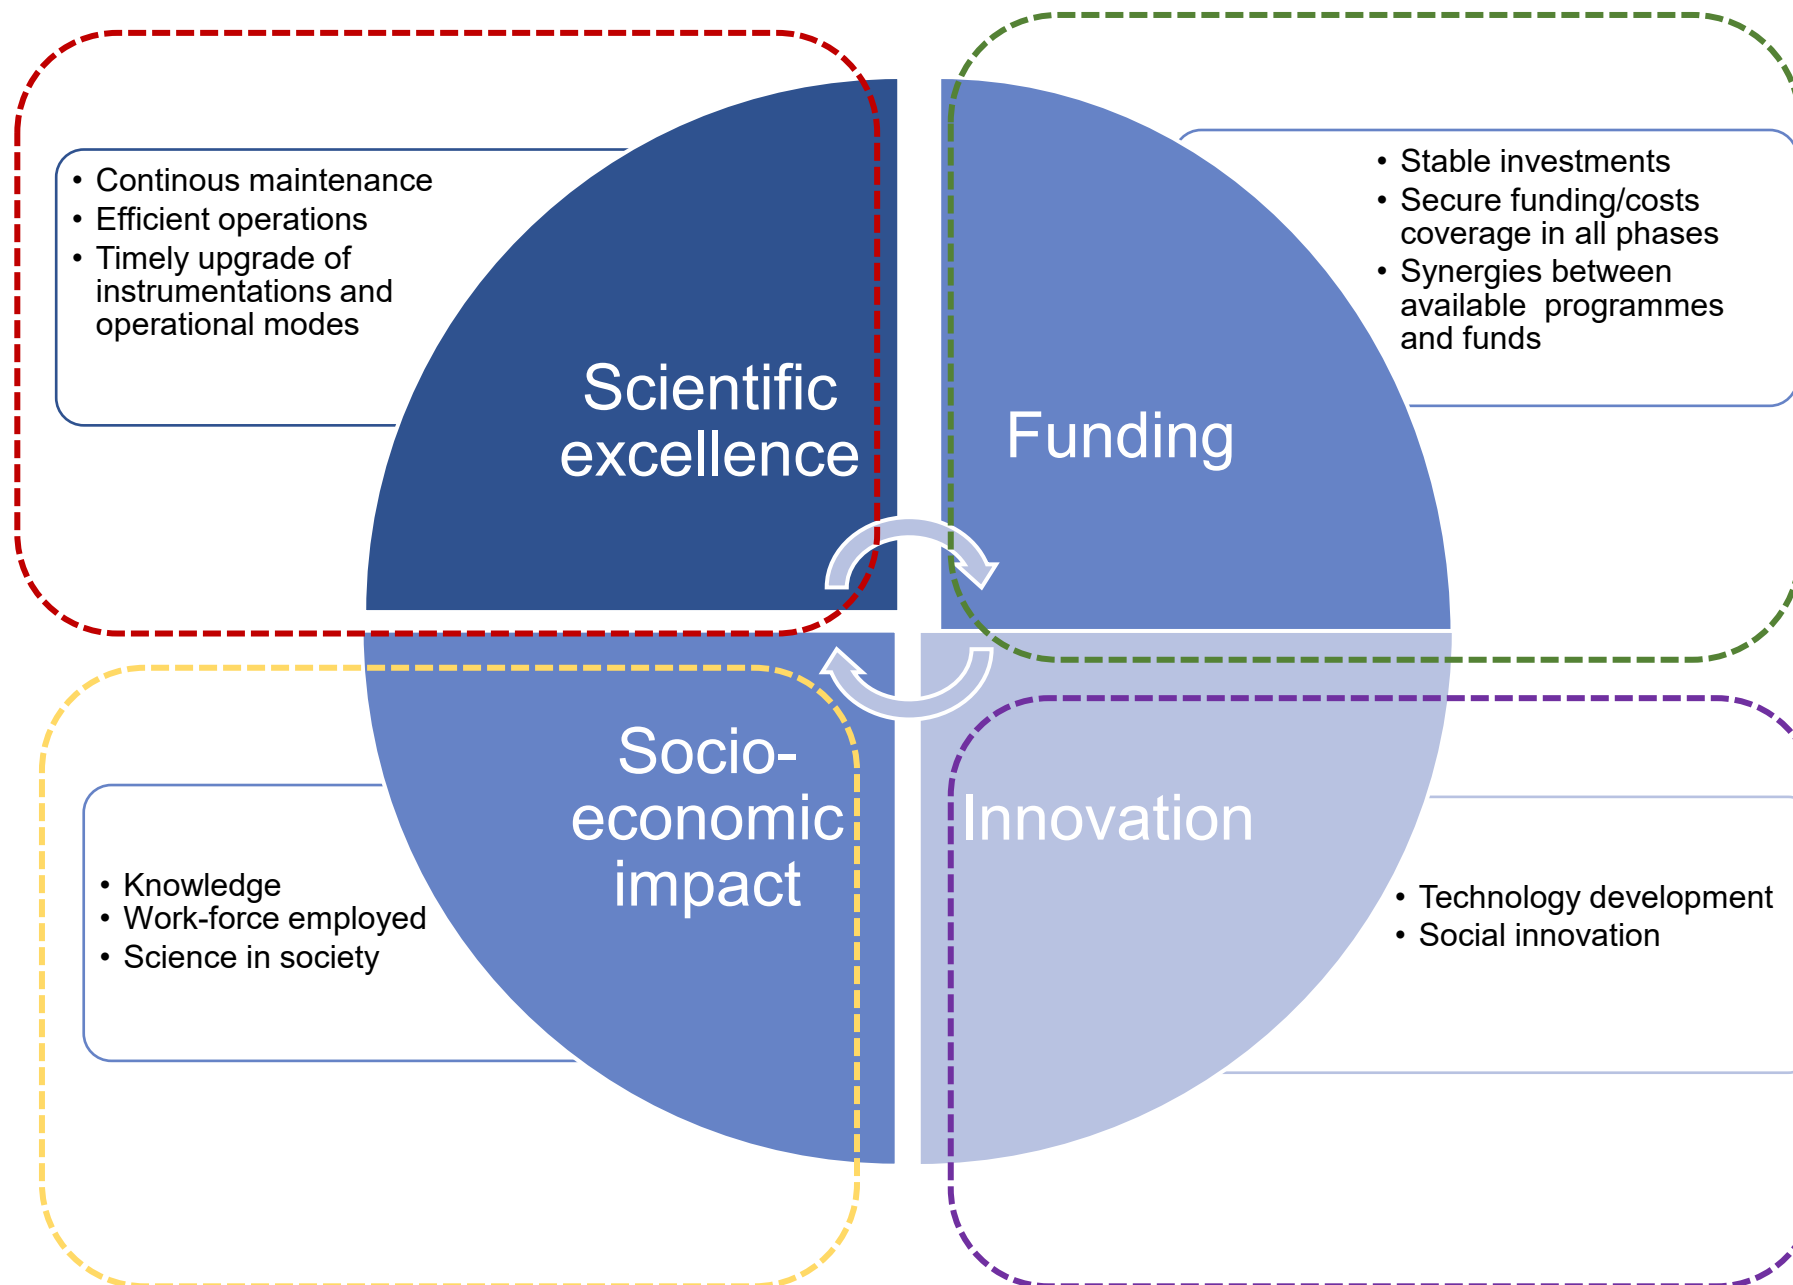 • Continous maintenance
• Efficient operations
• Timely upgrade of
instrumentations and
operational modes
Scientific
excellence
• Stable investments
• Secure funding/costs
coverage in all phases
• Synergies between
available  programmes
and funds
Funding
• Knowledge
• Work-force employed
• Science in society
Socio-
economic
impact
Innovation
• Technology development
• Social innovation